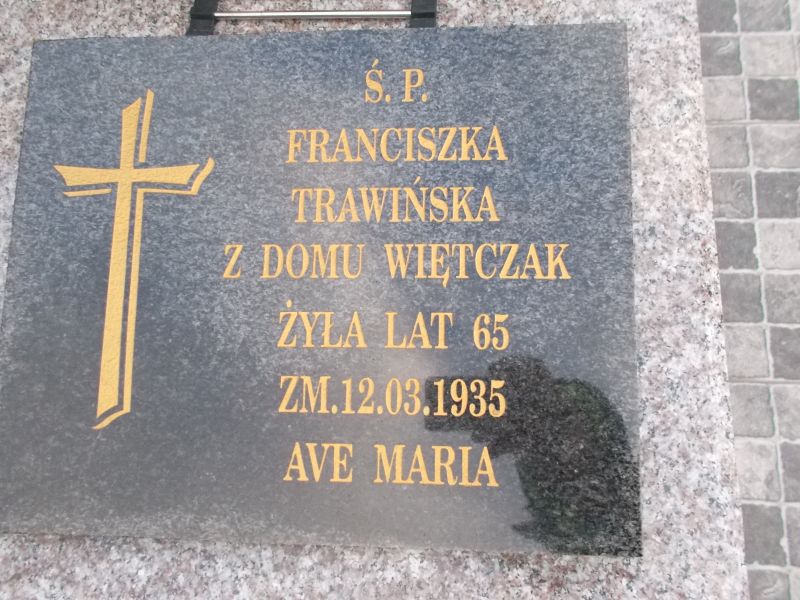 Ś. P.
FRANCISZKA
TRAWIŃSKA
Z DOMU WIĘTCZAK
ŻYŁA LAT 65
ZM.12.03.1935
AVE MARIA